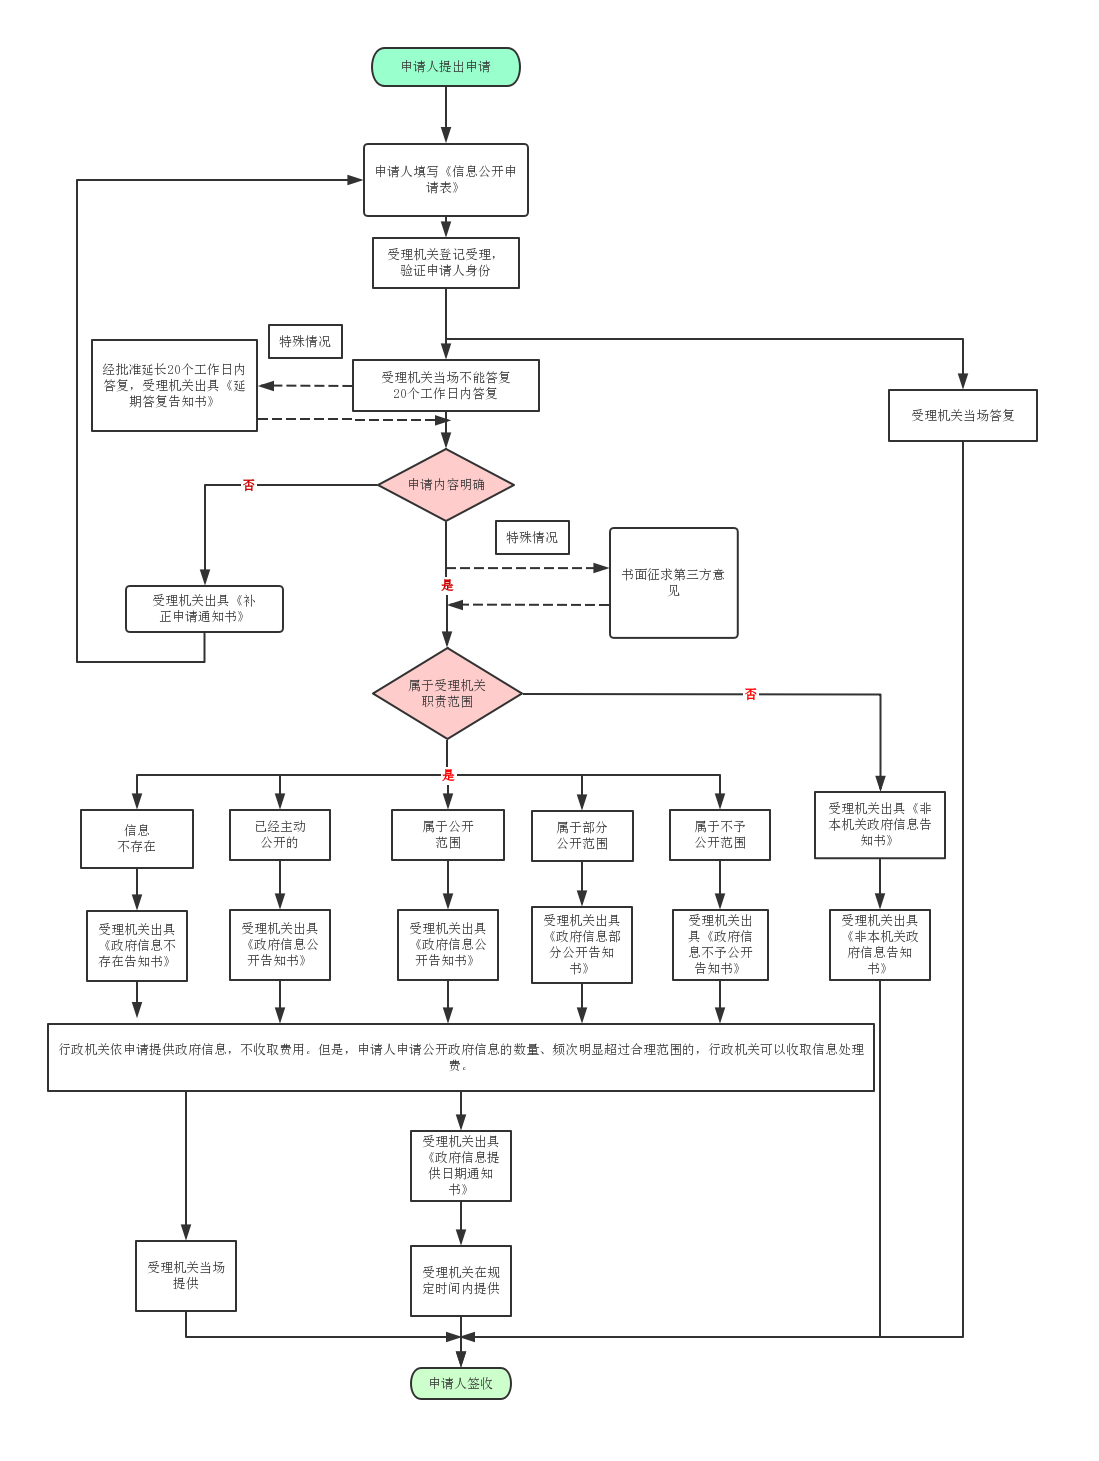 申请人提出申请
申请人填写《信息公开申
请表》
受理机关登记受理，
验证申请人身份
特殊情况
经批准延长20个工作日内
答复，受理机关出具《延
期答复告知书》
受理机关当场不能答复
20个工作日内答复
受理机关当场答复
申请内容明确
否
特殊情况
书面征求第三方意
见
是
受理机关出具《补
正申请通知书》
属于受理机关
职责范围
否
是
信息
不存在
已经主动
公开的
属于公开
范围
属于部分
公开范围
属于不予
公开范围
受理机关出具《非
本机关政府信息告
知书》
受理机关出具
《政府信息不
存在告知书》
受理机关出具
《政府信息公
开告知书》
受理机关出具
《政府信息公
开告知书》
受理机关出具
《政府信息部
分公开告知
书》
受理机关出
具《政府信
息不予公开
告知书》
受理机关出具
《非本机关政
府信息告知
书》
行政机关依申请提供政府信息，不收取费用。但是，申请人申请公开政府信息的数量、频次明显超过合理范围的，行政机关可以收取信息处理
费。
受理机关出具
《政府信息提
供日期通知
书》
受理机关当场
提供
受理机关在规
定时间内提供
申请人签收